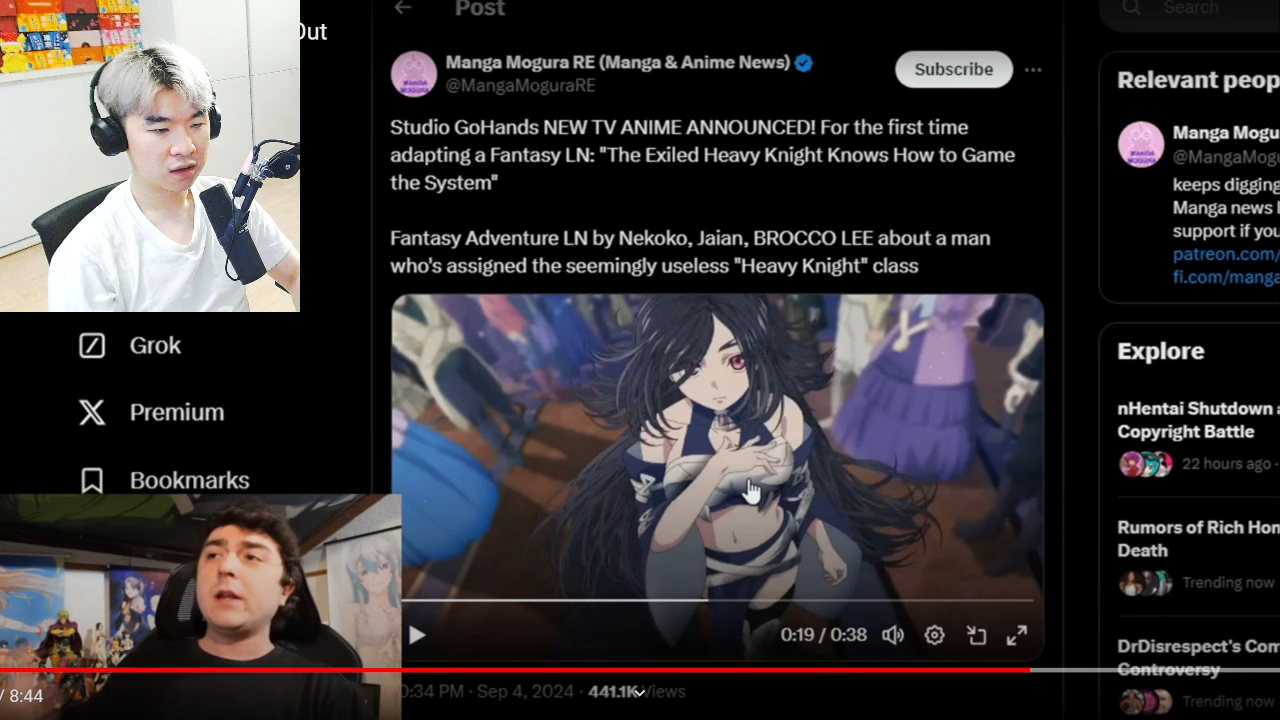 Out
Post
Search
Manga Mogura RE (Manga & Anime News)
@MangaMoguraRE
Subscribe
Studio GoHands NEW TV ANIME ANNOUNCED! For the first time
adapting a Fantasy LN: "The Exiled Heavy Knight Knows How to Game
the System"
Fantasy Adventure LN by Nekoko, Jaian, BROCCO LEE about a man
who's assigned the seemingly useless "Heavy Knight" class
0:19 / 0:38
0:34 PM · Sep 4, 2024 · 441.1K Views
Grok
Premium
Bookmarks
/ 8:44
Relevant peop
Manga Mogu
@MangaMogu
keeps digging
Manga news
support if you
patreon.com/
fi.com/manga
Explore
nHentai Shutdown
Copyright Battle
22 hours ago ·
Rumors of Rich Hom
Death
Trending now
DrDisrespect's Com
Controversy
Trending now